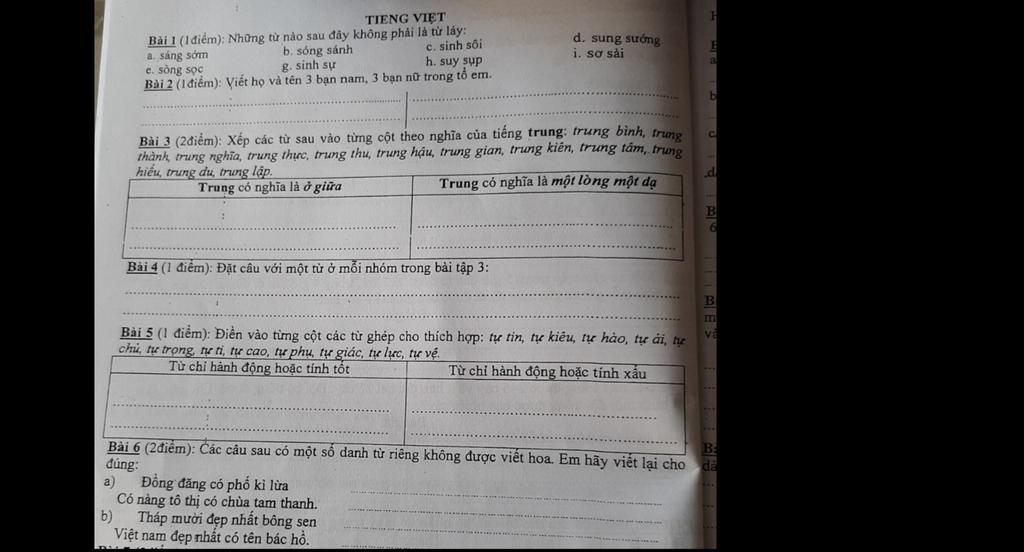 TIENG VIỆT
Bài 1 (1điểm): Những từ nào sau đây không phải là từ láy:
a. sáng sớm b. sóng sánh c. sinh sôi d. sung sướng
e. sòng sọc g. sinh sự h. suy sụp i. sơ sài
Bài 2 (1điểm): Viết họ và tên 3 bạn nam, 3 bạn nữ trong tổ em.
Bài 3 (2điểm): Xếp các từ sau vào từng cột theo nghĩa của tiếng trung: trung bình, trung
thành, trung nghĩa, trung thực, trung thu, trung hậu, trung gian, trung kiên, trung tâm, trung
hiếu, trung du, trung lập.
Trung có nghĩa là ở giữa Trung có nghĩa là một lòng một dạ
Bài 4 (1 điểm): Đặt câu với một từ ở mỗi nhóm trong bài tập 3:
Bài 5 (1 điểm): Điền vào từng cột các từ ghép cho thích hợp: tự tin, tự kiêu, tự hào, tự ái, tự
chủ, tự trọng, tự ti, tự cao, tự phụ, tự giác, tự lực, tự vệ.
Từ chỉ hành động hoặc tính tốt Từ chỉ hành động hoặc tính xấu
Bài 6 (2điểm): Các câu sau có một số danh từ riêng không được viết hoa. Em hãy viết lại cho
đúng:
a) Đồng đăng có phố kì lừa
Có nàng tô thị có chùa tam thanh.
b) Tháp mười đẹp nhất bông sen
Việt nam đẹp nhất có tên bác hồ.